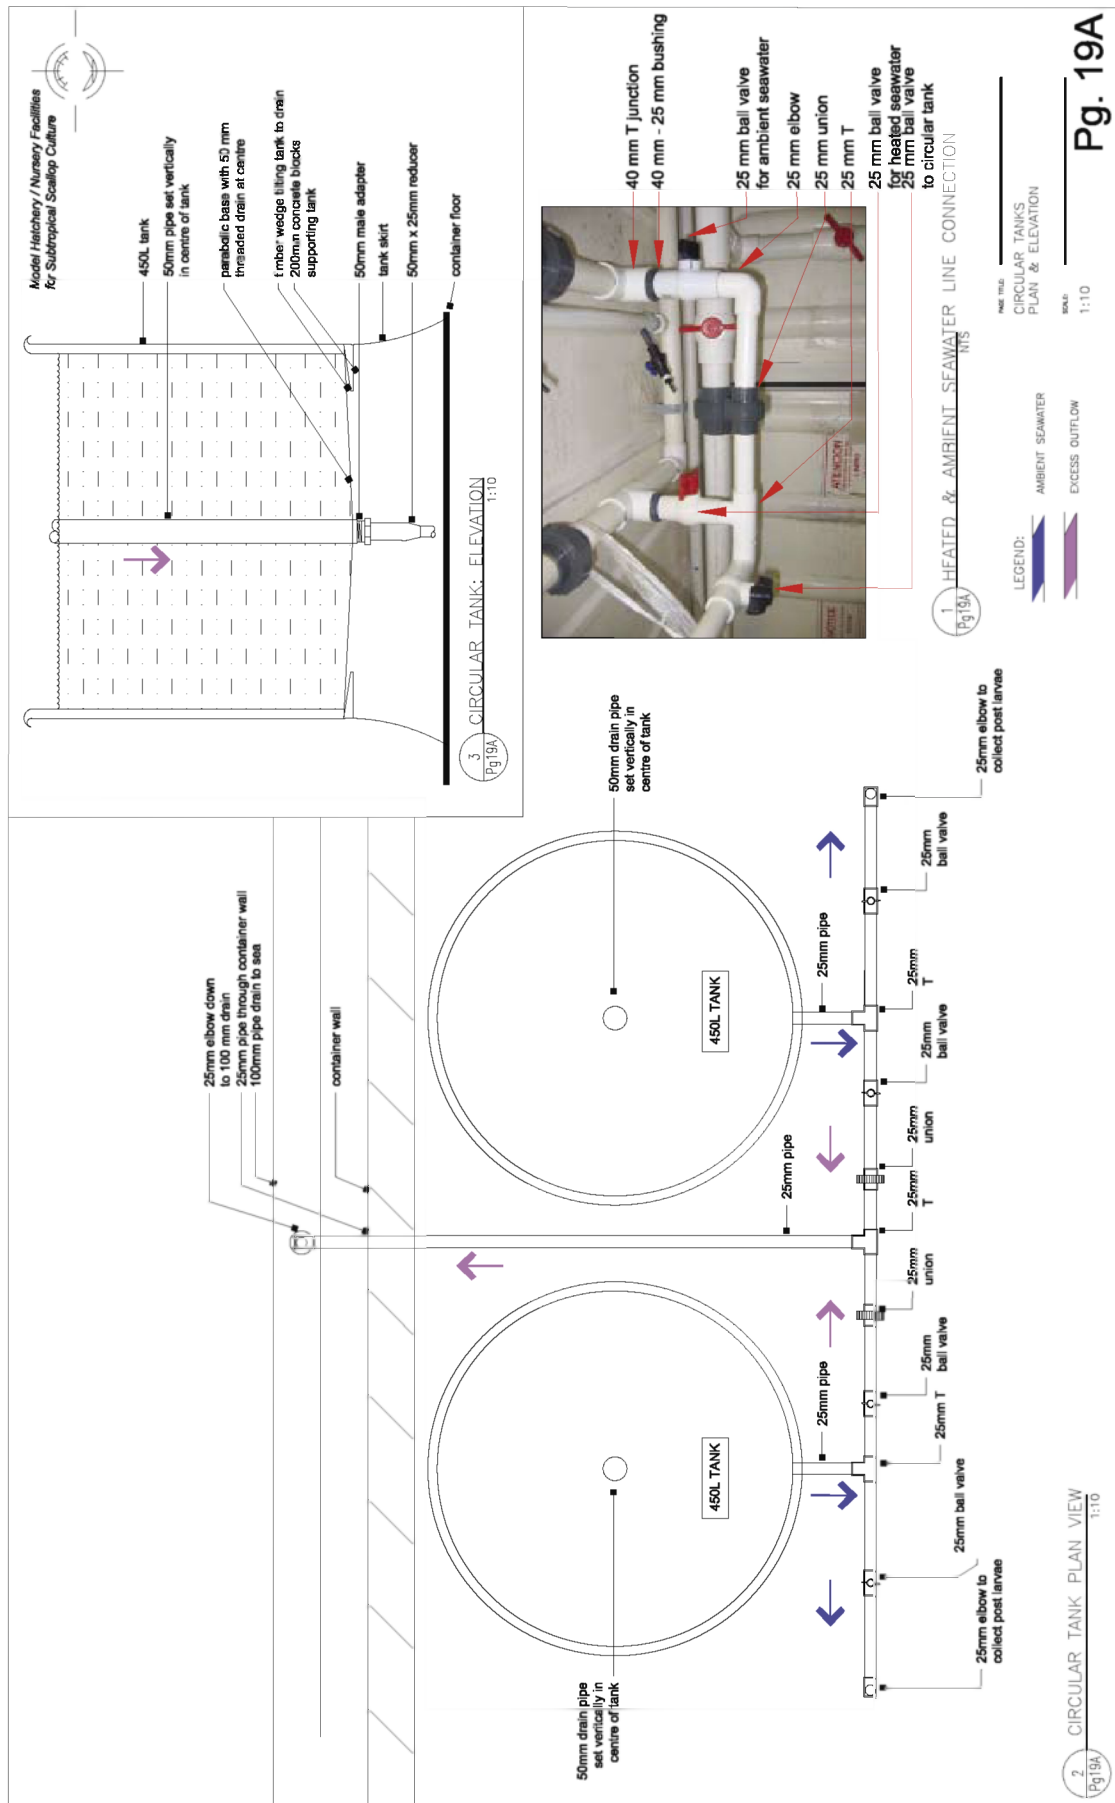 Model Hatchery / Nursery Facilities
for Subtropical Scallop Culture
450L tank
50mm pipe set vertically
in centre of tank
parabolic base with 50 mm
threaded drain at centre
timber wedge tilting tank to drain
200mm concrete blocks
supporting tank
50mm male adapter
tank skirt
50mm x 25mm reducer
container floor
3
Pg19A
CIRCULAR TANK: ELEVATION
1:10
40 mm T junction
40 mm - 25 mm bushing
25 mm ball valve
for ambient seawater
25 mm elbow
25 mm union
25 mm T
25 mm ball valve
for heated seawater
25 mm ball valve
to circular tank
ATENCION
NOTICE
1
Pg19A
HEATED & AMBIENT SEAWATER LINE CONNECTION
NTS
25mm elbow down
to 100 mm drain
25mm pipe through container wall
100mm pipe drain to sea
container wall
50mm drain pipe
set vertically in
centre of tank
450L TANK
25mm pipe
25mm pipe
50mm drain pipe
set veritcally in
centre of tank
450L TANK
25mm pipe
25mm elbow to
collect post larvae
25mm ball valve
25mm T
25mm
ball valve
25mm
union
25mm
T
25mm
union
25mm
ball valve
25mm
T
25mm
ball valve
25mm elbow to
collect post larvae
2
Pg19A
CIRCULAR TANK PLAN VIEW
1:10
LEGEND:
AMBIENT SEAWATER
EXCESS OUTFLOW
PAGE TITLE:
CIRCULAR TANKS
PLAN & ELEVATION
SCALE:
1:10
Pg. 19A